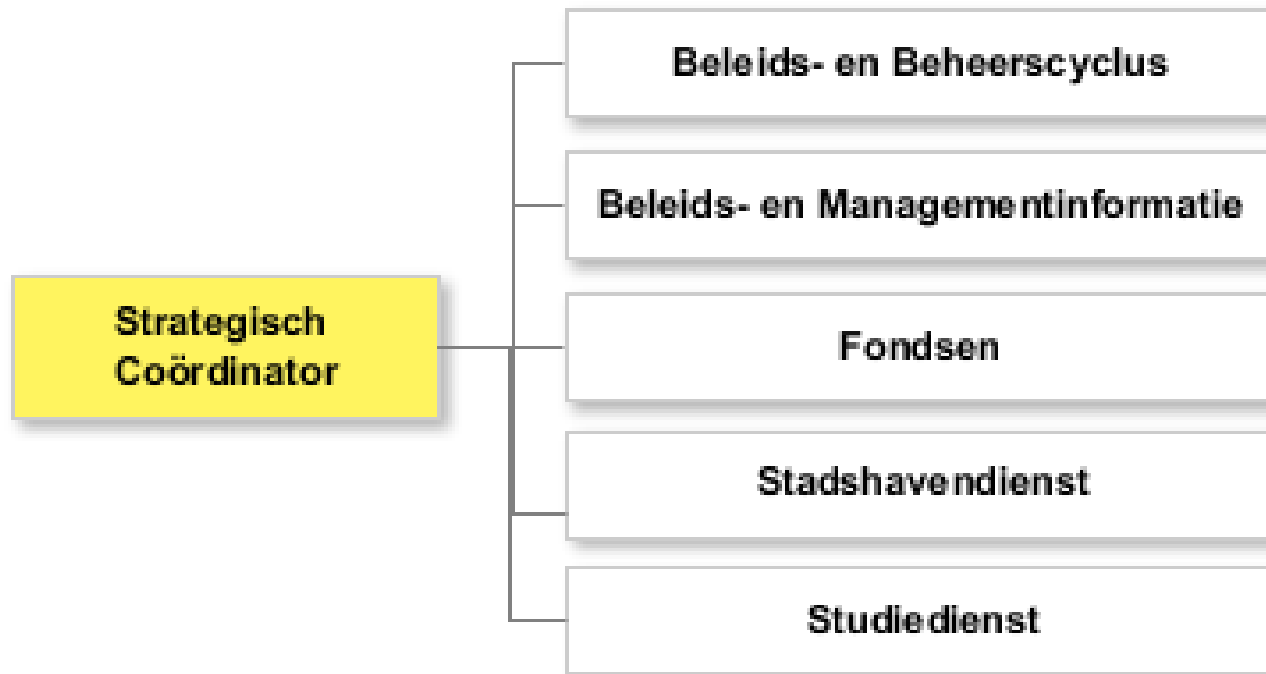 Beleids- en Beheerscyclus
Beleids- en Managementinformatie
Strategisch
Coördinator
Fondsen
Stadshavendienst
Studiedienst